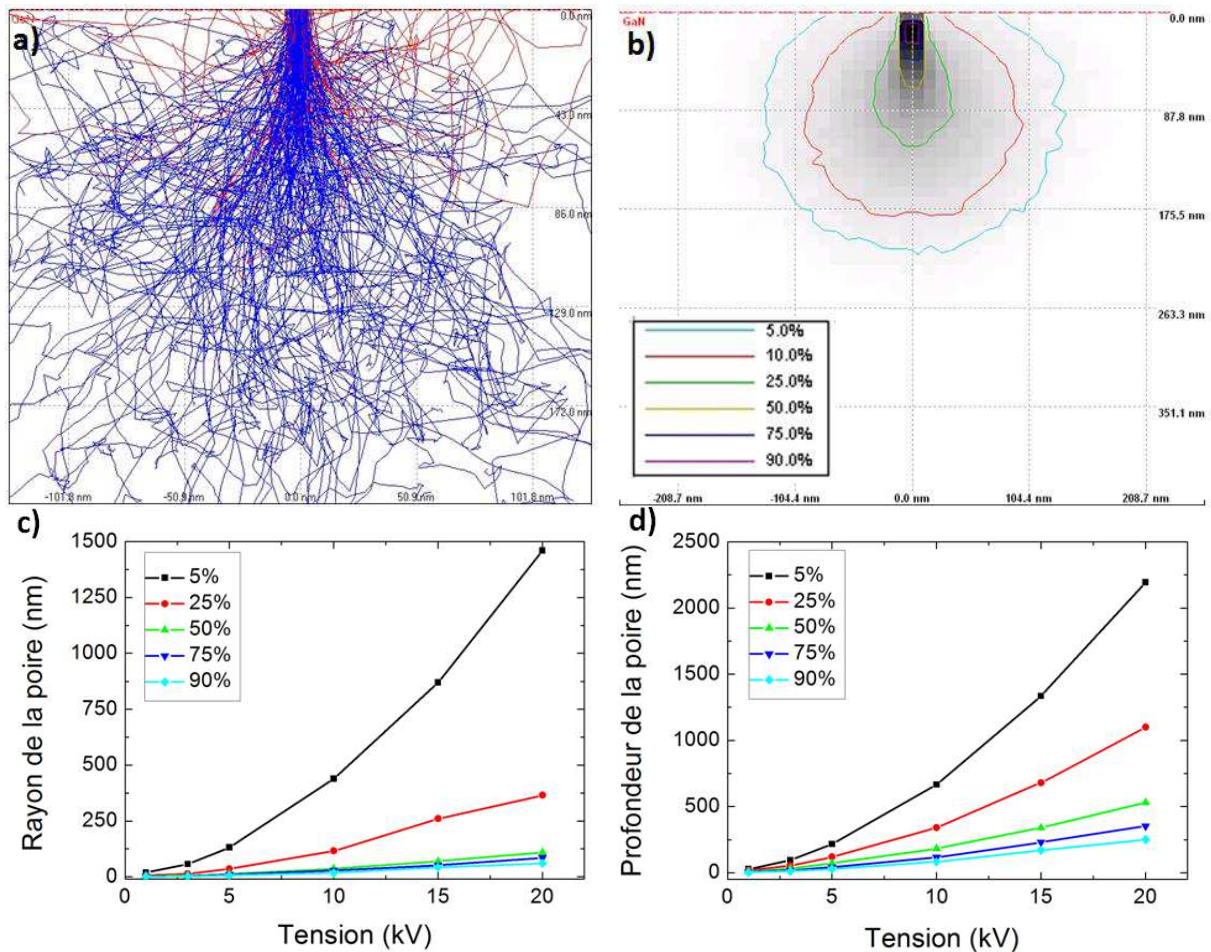 a)
GaN
0.0 nm
43.0 nm
86.0 nm
129.0 nm
172.0 nm
-101.8 nm -50.9 nm 0.0 nm 50.9 nm 101.8 nm
b)
GaN
0.0 nm
87.8 nm
175.5 nm
263.3 nm
351.1 nm
5.0%
10.0%
25.0%
50.0%
75.0%
90.0%
-208.7 nm -104.4 nm 0.0 nm 104.4 nm 208.7 nm
c)
Rayon de la poire (nm)
1500
1250
1000
750
500
250
0
5%
25%
50%
75%
90%
0 5 10 15 20
Tension (kV)
d)
Profondeur de la poire (nm)
2500
2000
1500
1000
500
0
5%
25%
50%
75%
90%
0 5 10 15 20
Tension (kV)